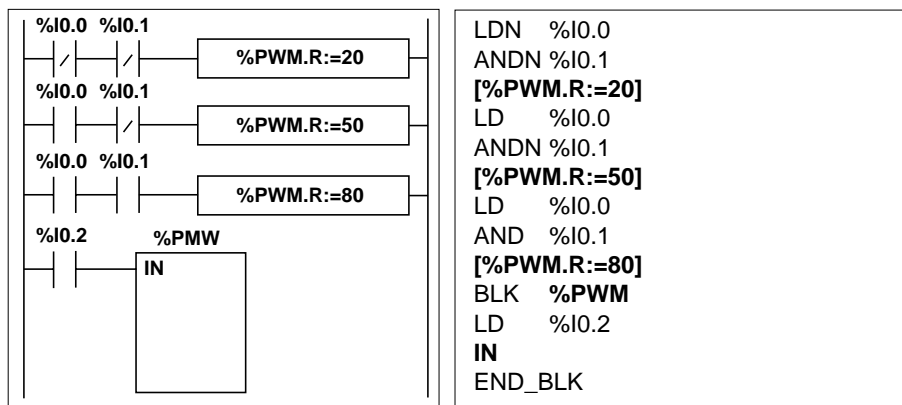 %I0.0 %I0.1
%PWM.R:=20
%I0.0 %I0.1
%PWM.R:=50
%I0.0 %I0.1
%PWM.R:=80
%I0.2 %PMW
IN
LDN %I0.0
ANDN %I0.1
[%PWM.R:=20]
LD %I0.0
ANDN %I0.1
[%PWM.R:=50]
LD %I0.0
AND %I0.1
[%PWM.R:=80]
BLK %PWM
LD %I0.2
IN
END_BLK